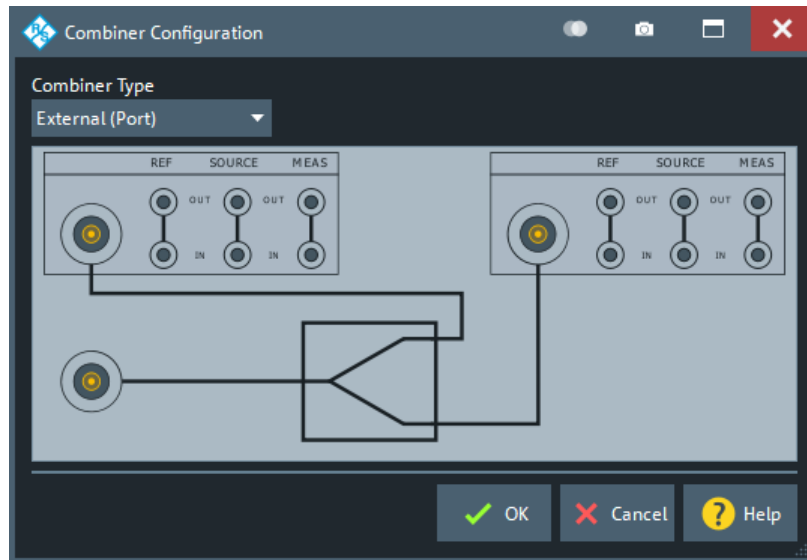 R&S
Combiner Configuration
Combiner Type
External (Port)
REF SOURCE MEAS
OUT OUT
IN IN
REF SOURCE MEAS
OUT OUT
IN IN
OK Cancel ? Help